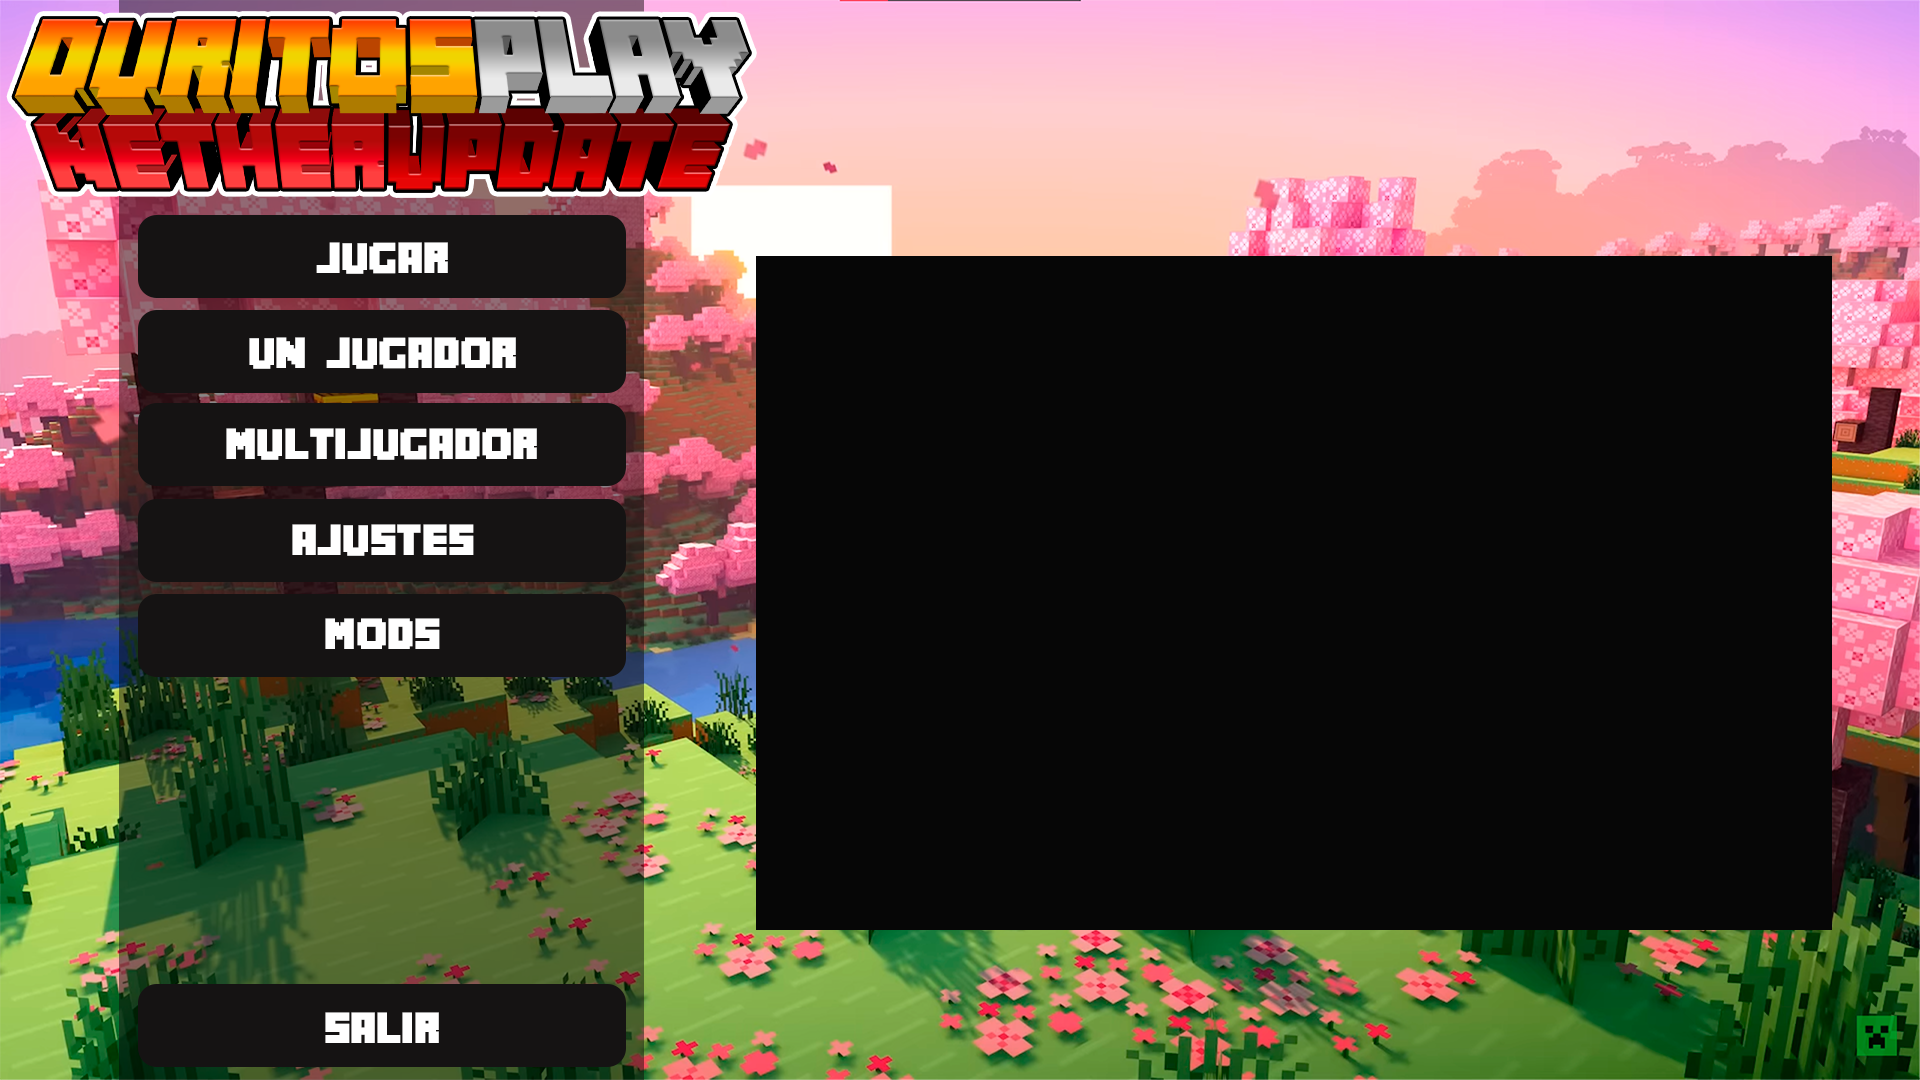 DURITOSPLAY
NETHERUPDATE
JUGAR
UN JUGADOR
MULTIJUGADOR
AJUSTES
MODS
SALIR